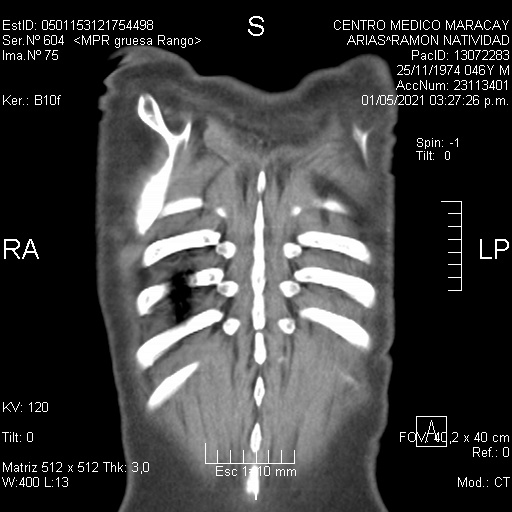 EstID: 0501153121754498
Ser.Nº 604 <MPR gruesa Rango>
Ima.Nº 75
Ker.: B10f
S
CENTRO MEDICO MARACAY
ARIAS^RAMON NATIVIDAD
PacID: 13072283
25/11/1974 046Y M
AccNum: 23113401
01/05/2021 03:27:26 p.m.
Spin: -1
Tilt: 0
RA
LP
KV: 120
Tilt: 0
Matriz 512 x 512 Thk: 3,0
W:400 L:13
Esc 1:10 mm
A
FOV: 40,2 x 40 cm
Ref.: 0
Mod.: CT